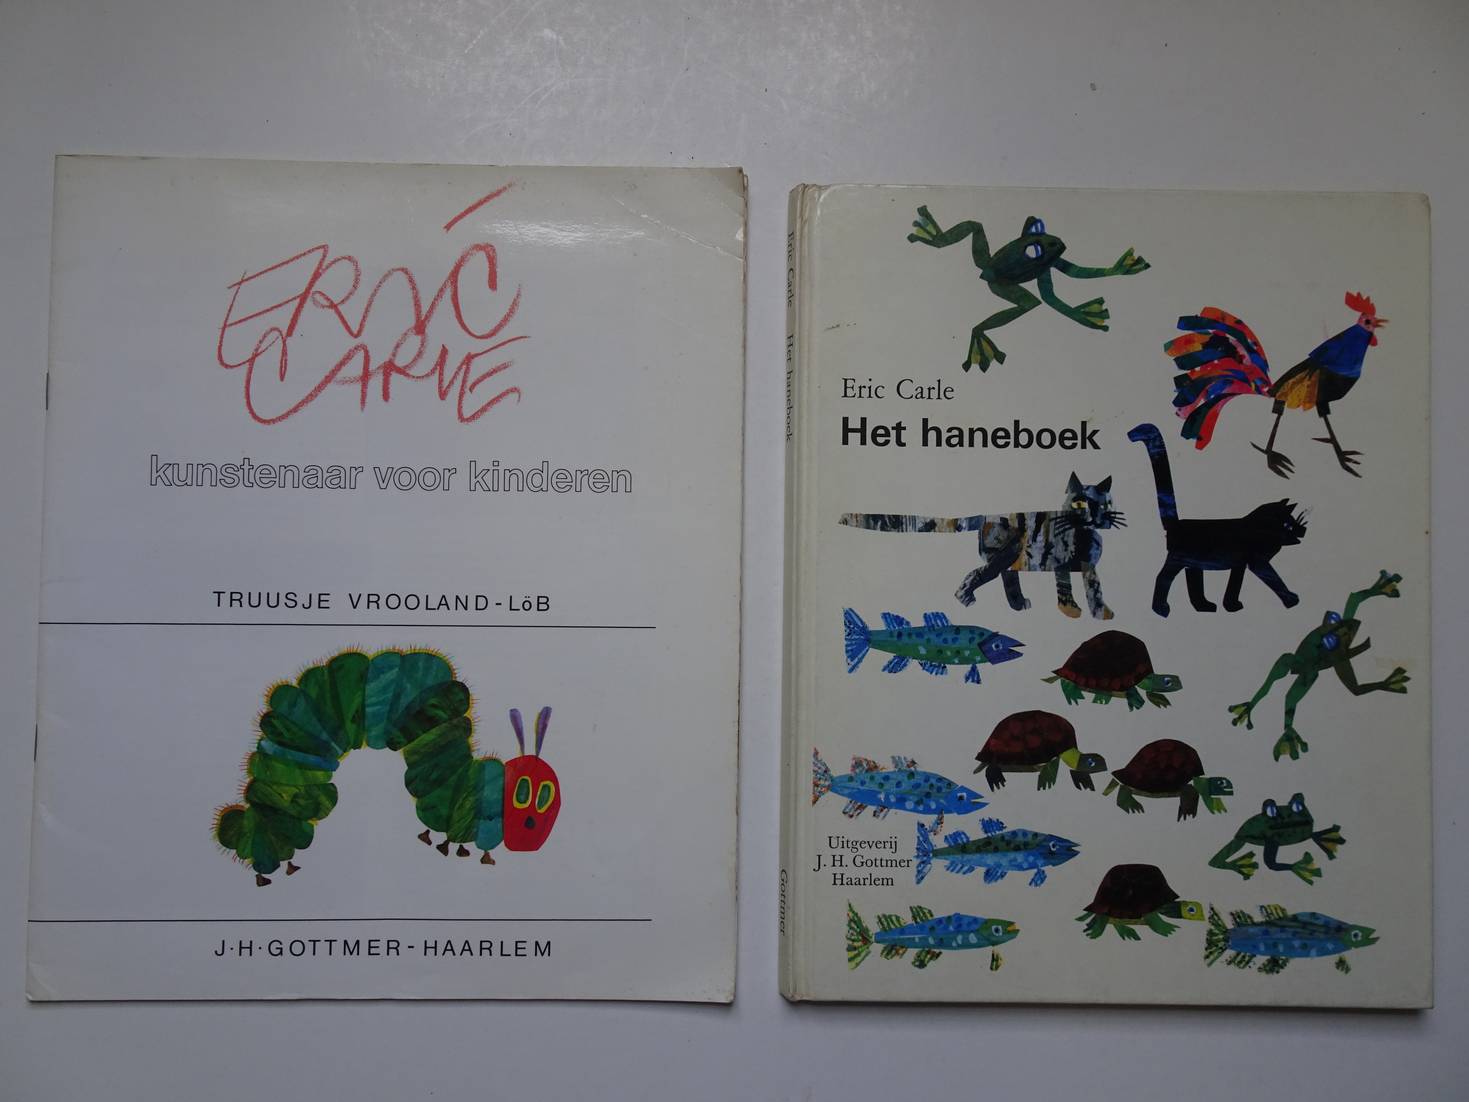 ERIC
CARLE
kunstenaar voor kinderen
TRUUSJE VROOLAND-LöB
J·H·GOTTMER-HAARLEM
Eric Carle Het haneboek Gottmer
Eric Carle
Het haneboek
Uitgeverij
J. H. Gottmer
Haarlem